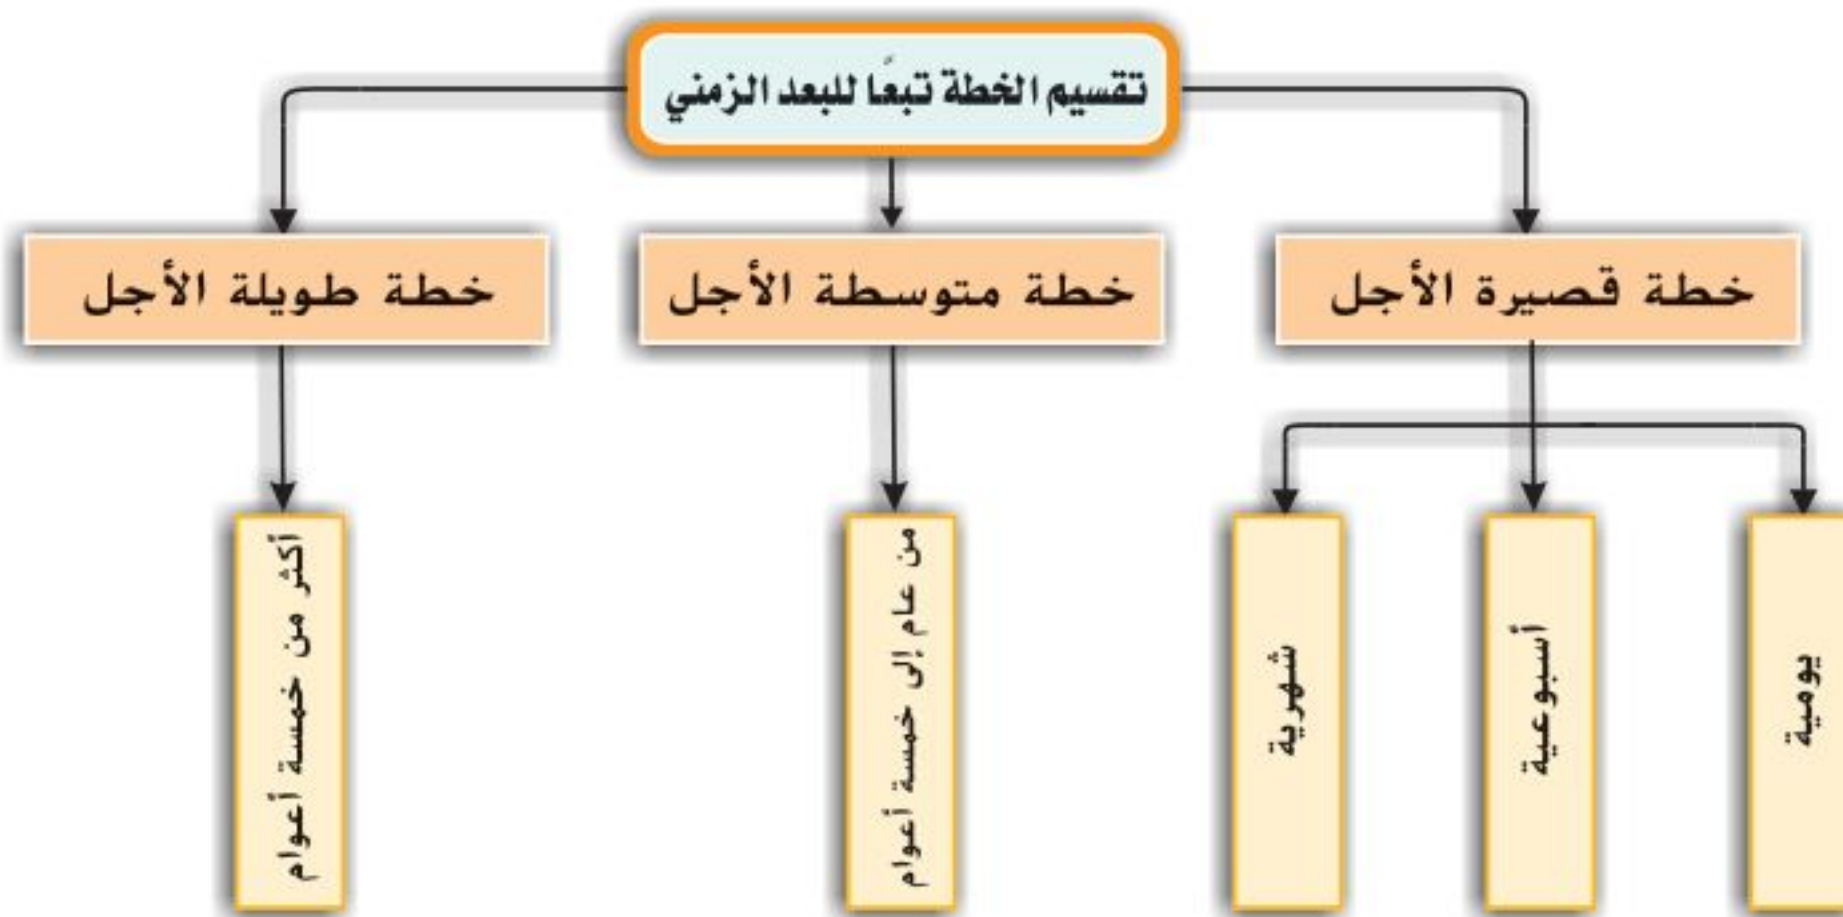 تقسيم الخطة تبعًا للبعد الزمني
خطة قصيرة الأجل
خطة متوسطة الأجل
خطة طويلة الأجل
يومية
أسبوعية
شهرية
من عام إلى خمسة أعوام
أكثر من خمسة أعوام